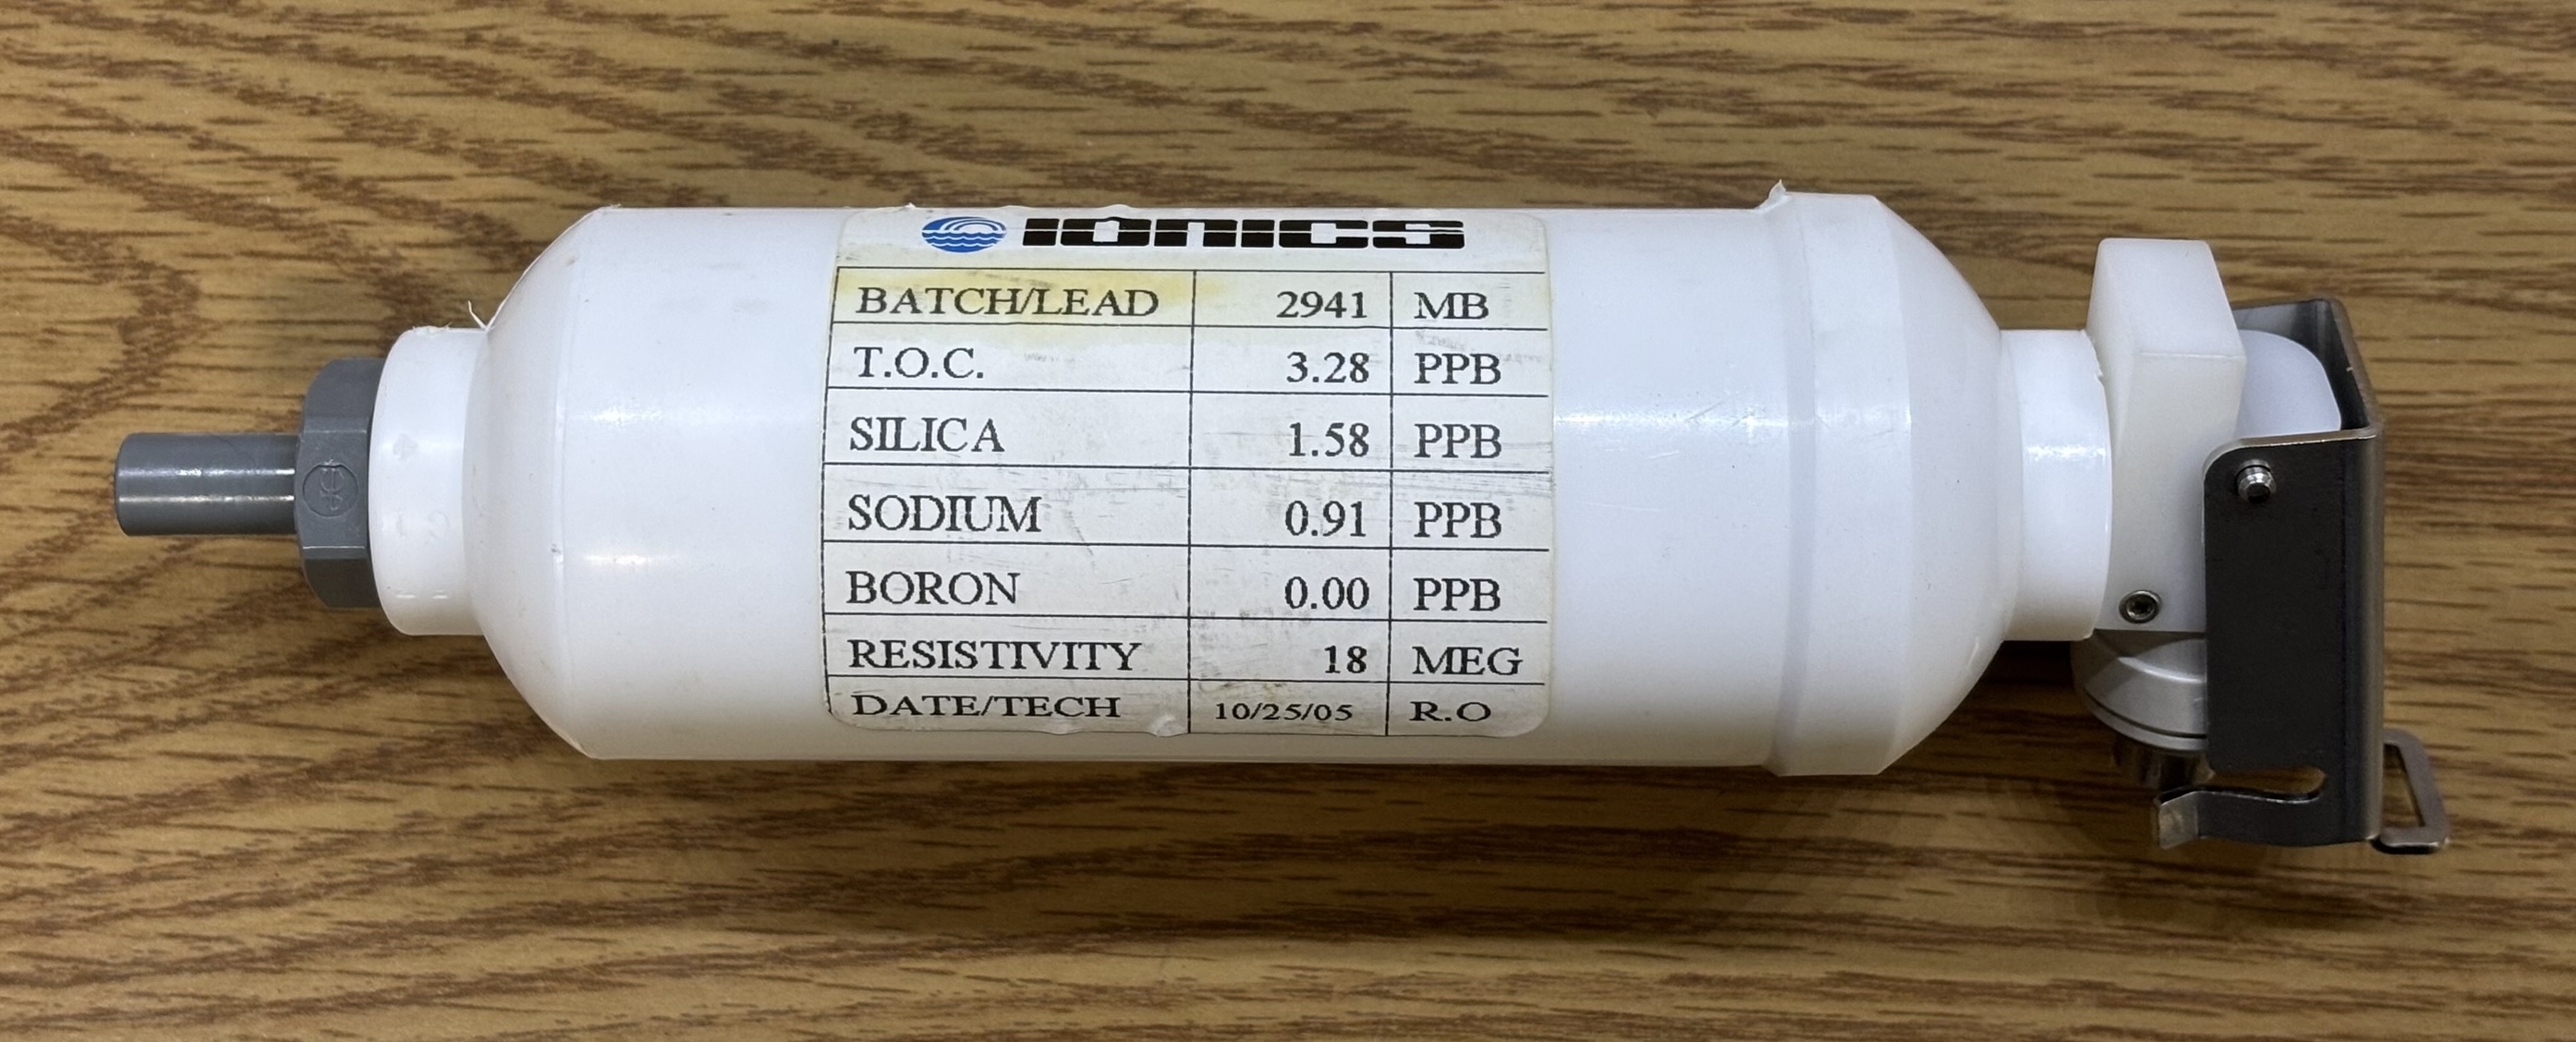 IONICS
BATCH/LEAD 2941 MB
T.O.C. 3.28 PPB
SILICA 1.58 PPB
SODIUM 0.91 PPB
BORON 0.00 PPB
RESISTIVITY 18 MEG
DATE/TECH 10/25/05 R.O